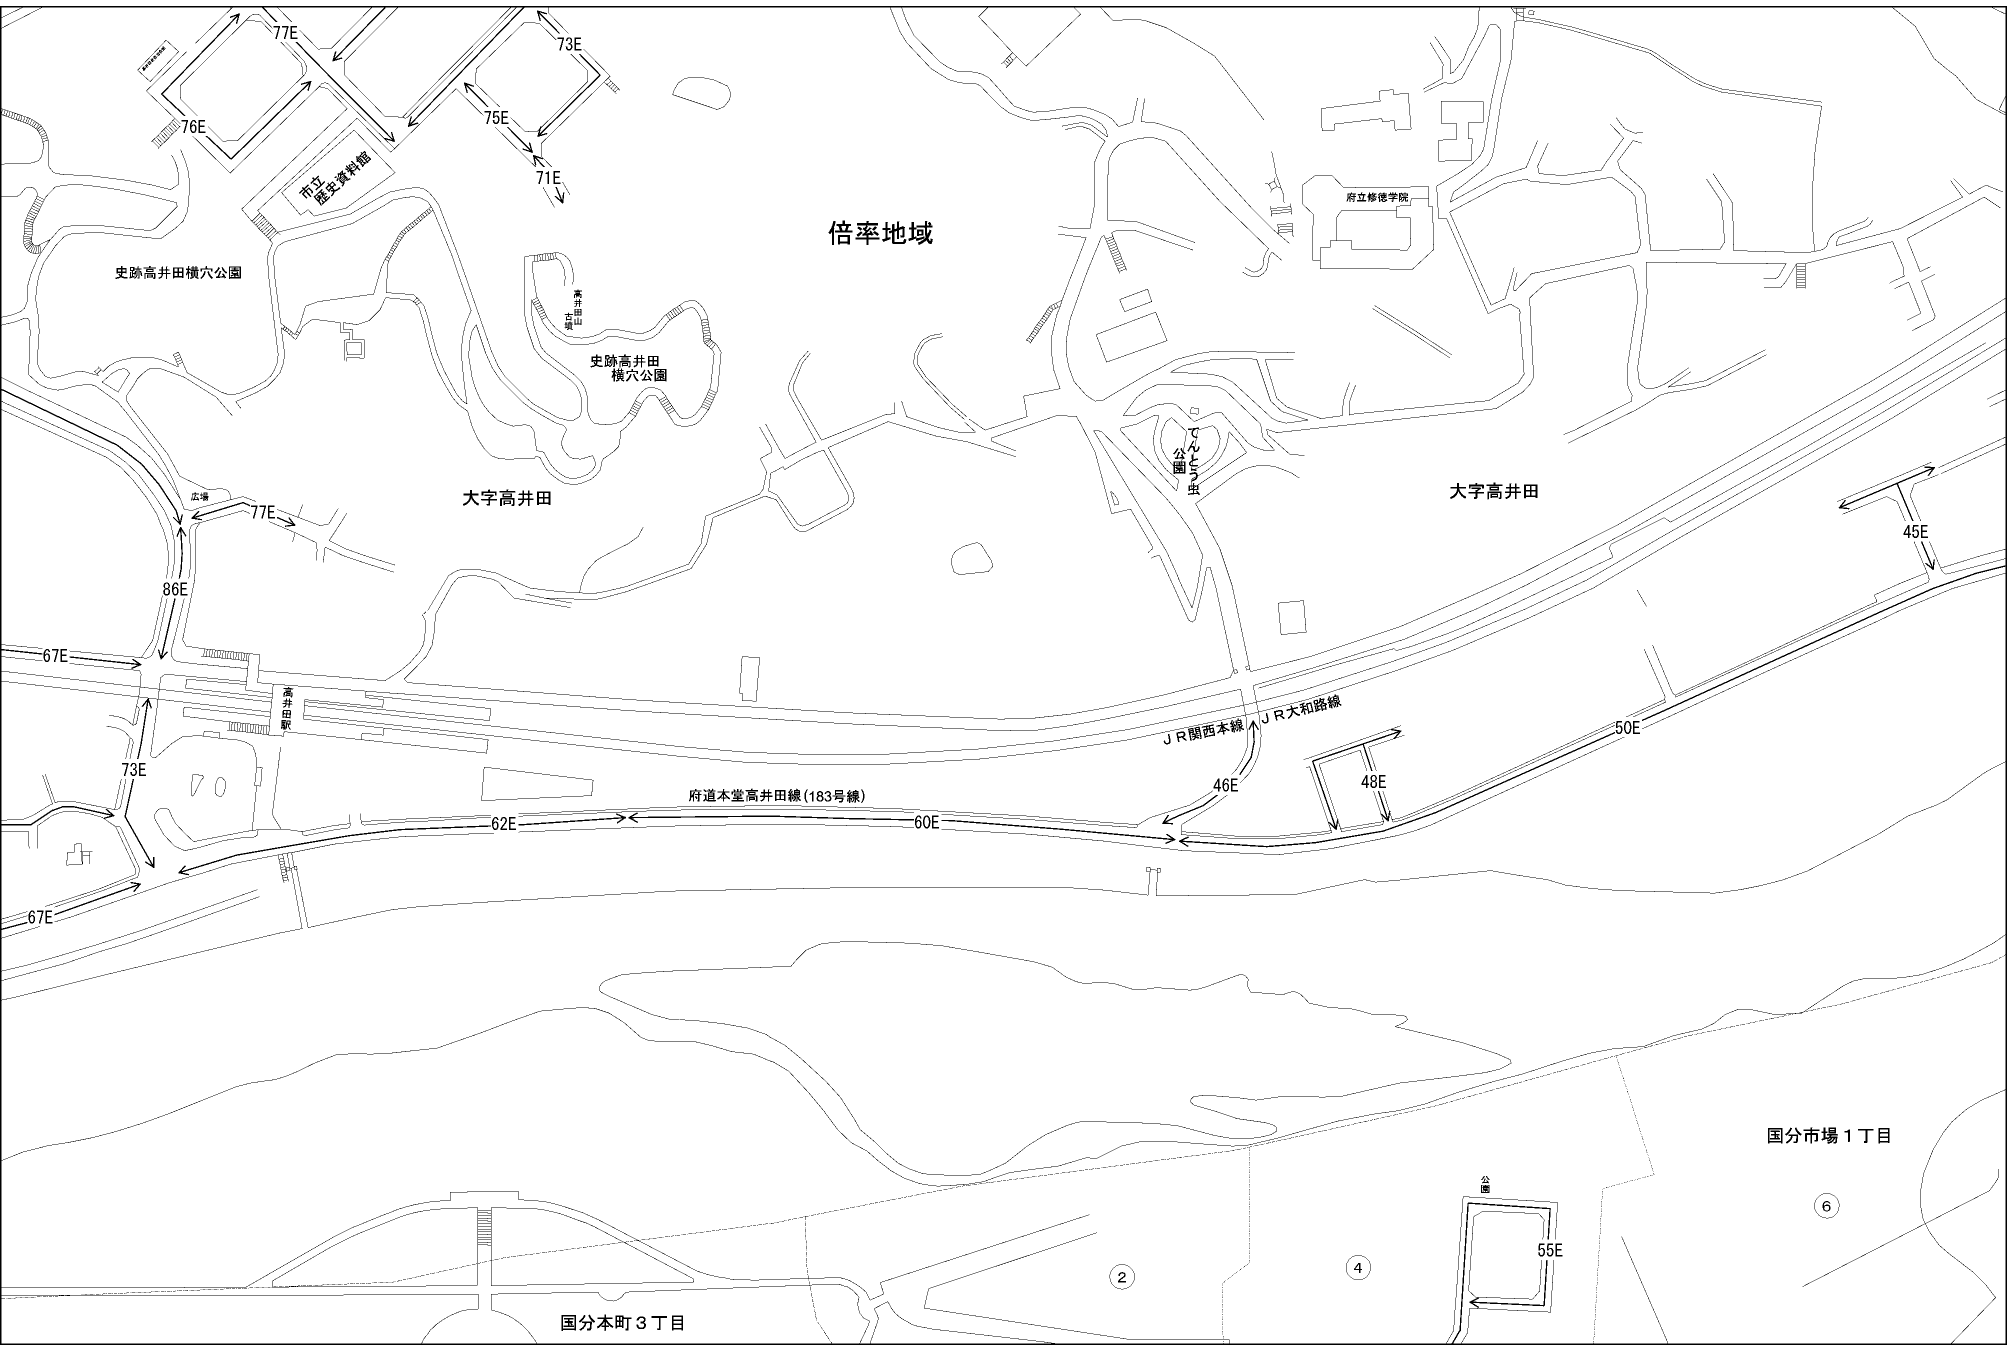 77E
73E
76E
75E
71E
市立
歴史資料館
倍率地域
府立修徳学院
史跡高井田横穴公園
高井田山
古墳
史跡高井田
横穴公園
てんとう虫
公園
大字高井田
大字高井田
広場
77E
45E
86E
67E
高井田駅
JR関西本線
JR大和路線
50E
73E
48E
46E
府道本堂高井田線(183号線)
62E
60E
67E
国分市場1丁目
公園
6
55E
4
2
国分本町3丁目